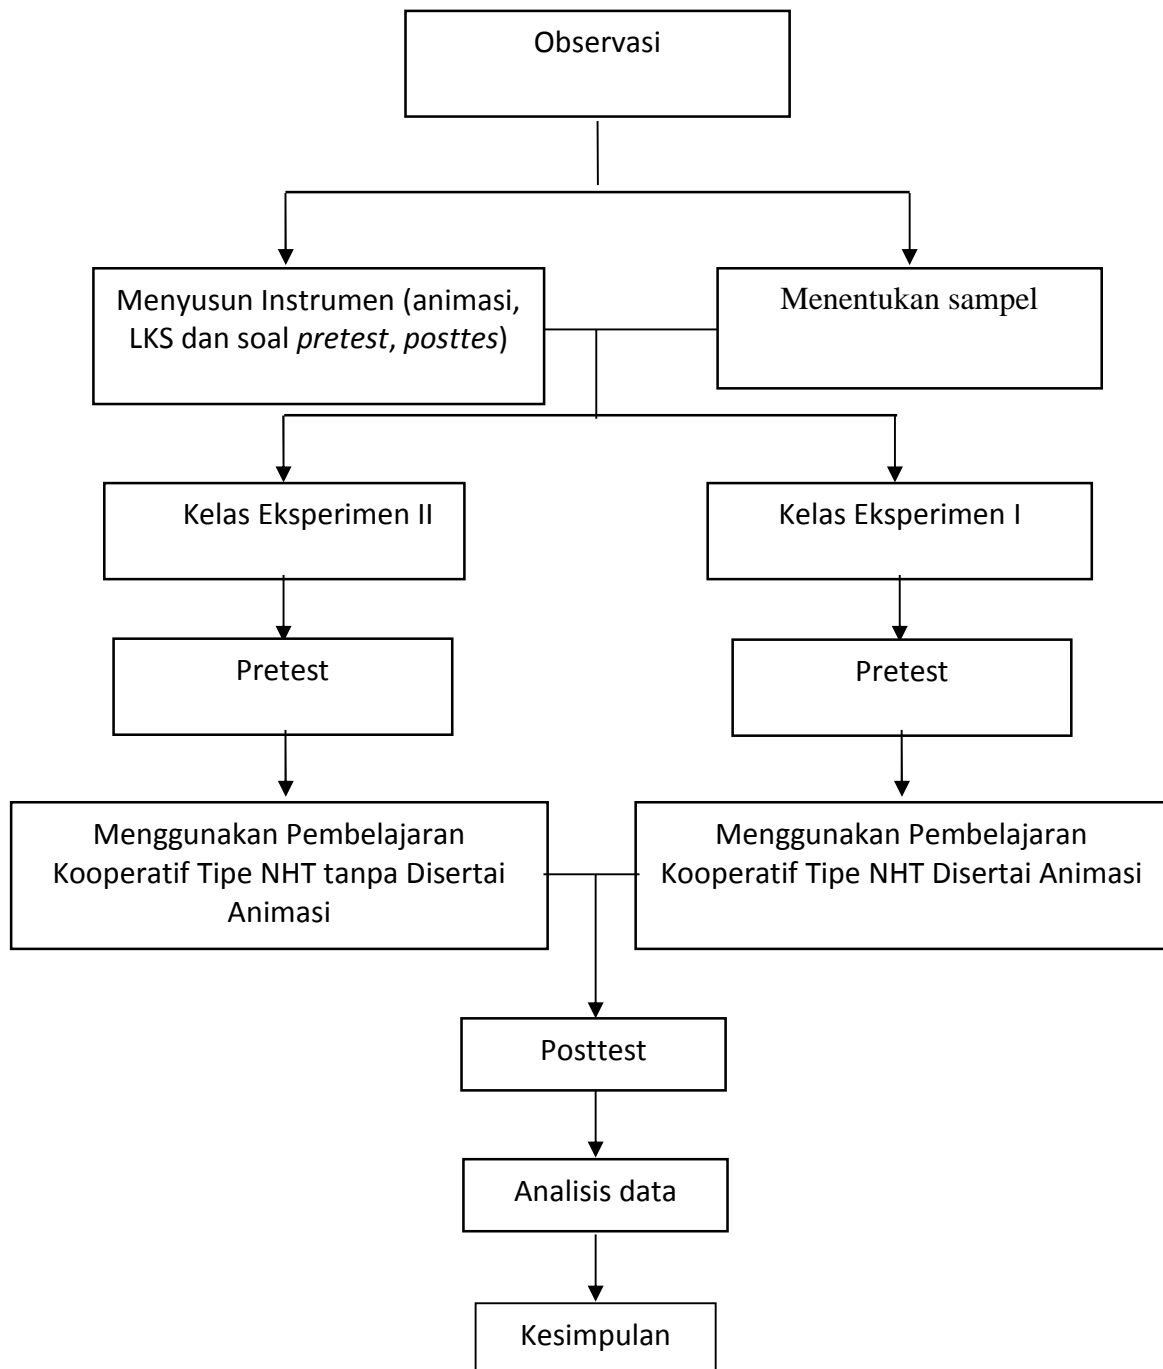 Observasi
Menyusun Instrumen (animasi,
LKS dan soal pretest, posttes)
Menentukan sampel
Kelas Eksperimen II
Kelas Eksperimen I
Pretest
Pretest
Menggunakan Pembelajaran
Kooperatif Tipe NHT tanpa Disertai
Animasi
Menggunakan Pembelajaran
Kooperatif Tipe NHT Disertai Animasi
Posttest
Analisis data
Kesimpulan